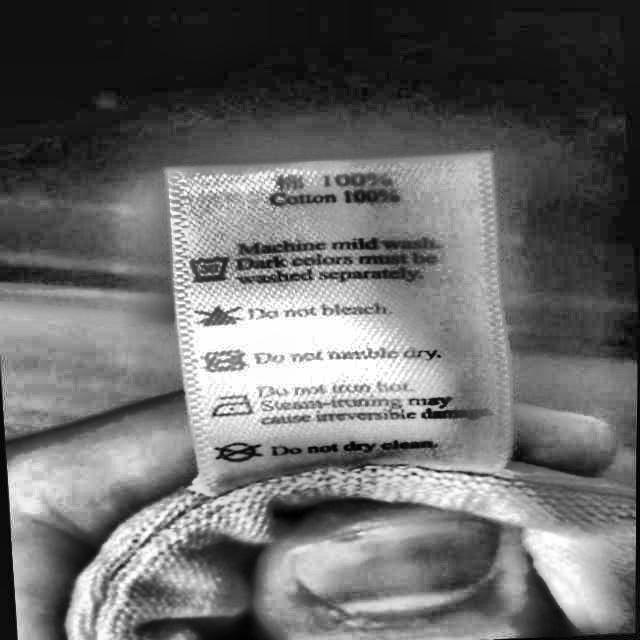 棉 100%
Cotton 100%
Machine mild wash.
Dark colors must be
washed separately.
Do not bleach.
Do not tumble dry.
Do not iron hot.
Steam-ironing may
cause irreversible damage.
Do not dry clean.